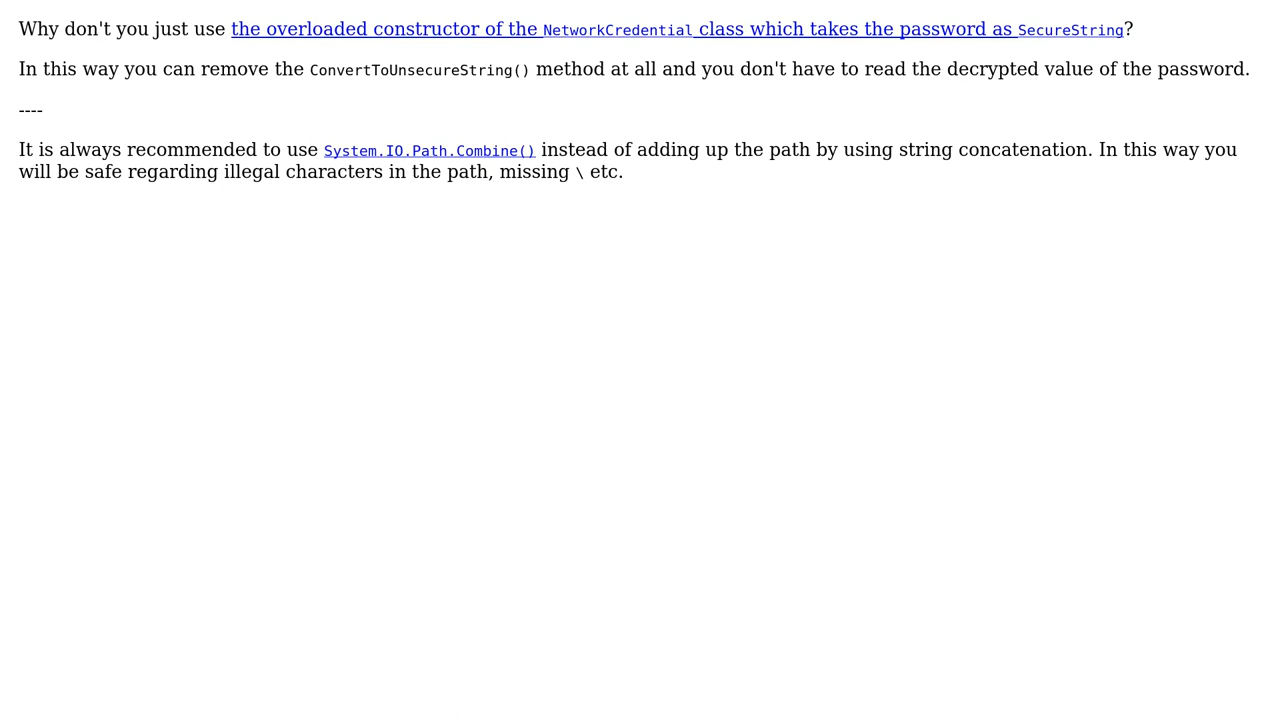 Why don't you just use the overloaded constructor of the NetworkCredential class which takes the password as SecureString?
In this way you can remove the ConvertToUnsecureString() method at all and you don't have to read the decrypted value of the password.
----
It is always recommended to use System.IO.Path.Combine() instead of adding up the path by using string concatenation. In this way you
will be safe regarding illegal characters in the path, missing \ etc.